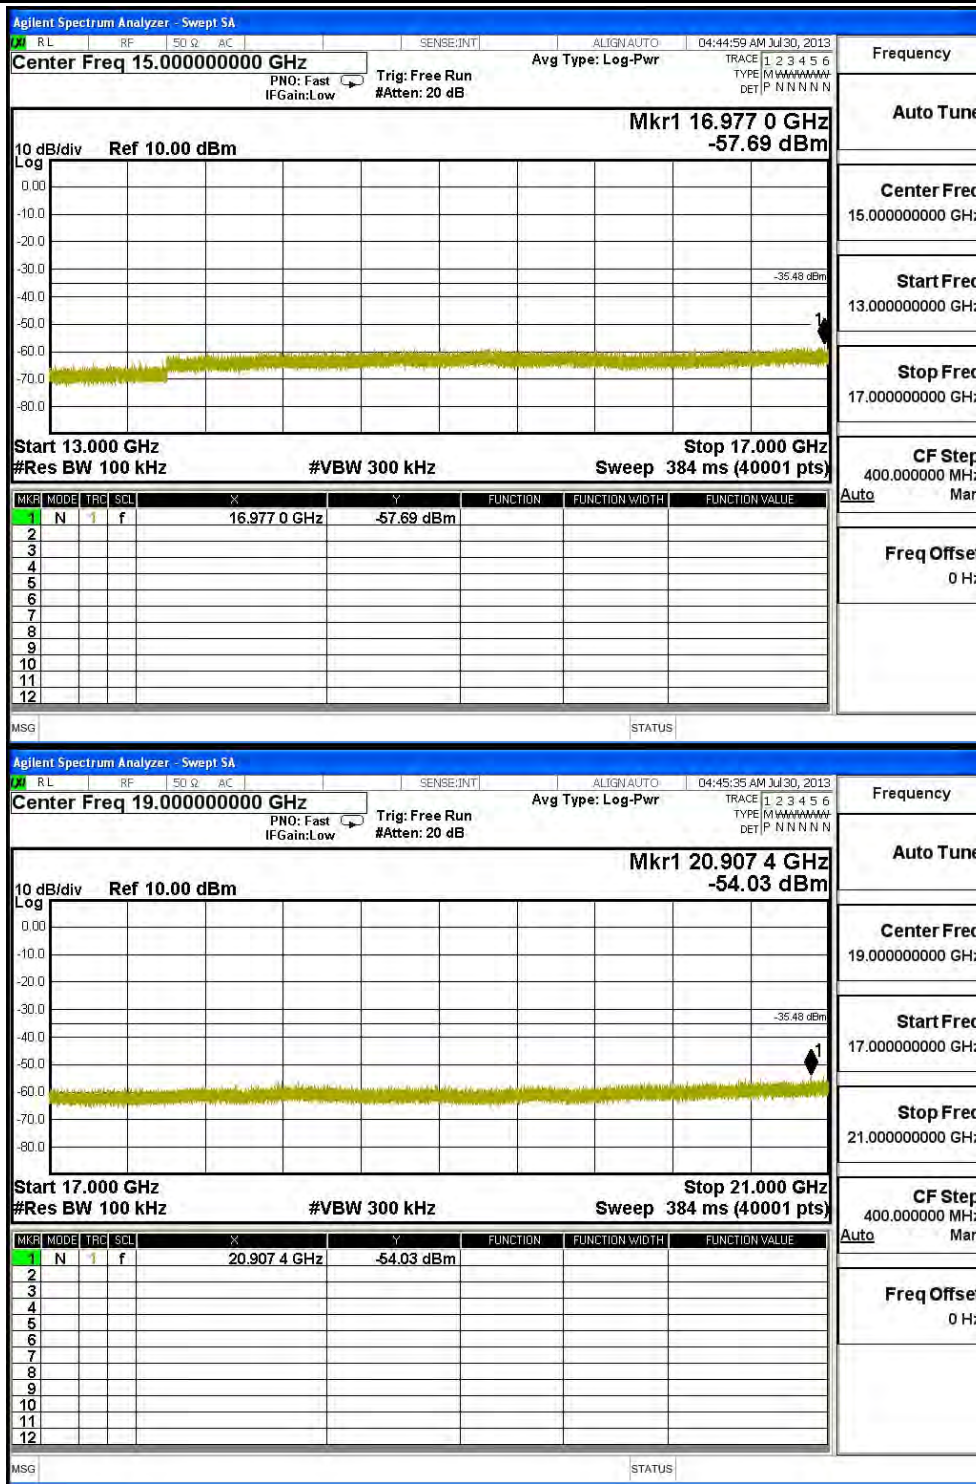 Agilent Spectrum Analyzer - Swept SA
RL RF 50 Ω AC SENSE:INT ALIGN AUTO 04:44:59 AM Jul 30, 2013
Center Freq 15.000000000 GHz
Avg Type: Log-Pwr
TRACE 1 2 3 4 5 6
PNO: Fast Trig: Free Run
TYPE M WWWWW
IFGain:Low #Atten: 20 dB
DET P N N N N N
Mkr1 16.977 0 GHz
10 dB/div Ref 10.00 dBm -57.69 dBm
Log
0.00
-10.0
-20.0
-30.0
-35.48 dBm
-40.0
-50.0
1
-60.0
-70.0
-80.0
Start 13.000 GHz Stop 17.000 GHz
#Res BW 100 kHz #VBW 300 kHz Sweep 384 ms (40001 pts)
MKR MODE TRC SCL X Y FUNCTION FUNCTION WIDTH FUNCTION VALUE
1 N 1 f 16.977 0 GHz -57.69 dBm
2
3
4
5
6
7
8
9
10
11
12
MSG STATUS
Frequency
Auto Tune
Center Freq
15.000000000 GHz
Start Freq
13.000000000 GHz
Stop Freq
17.000000000 GHz
CF Step
400.000000 MHz
Auto Man
Freq Offset
0 Hz
Agilent Spectrum Analyzer - Swept SA
RL RF 50 Ω AC SENSE:INT ALIGN AUTO 04:45:35 AM Jul 30, 2013
Center Freq 19.000000000 GHz
Avg Type: Log-Pwr
TRACE 1 2 3 4 5 6
PNO: Fast Trig: Free Run
TYPE M WWWWW
IFGain:Low #Atten: 20 dB
DET P N N N N N
Mkr1 20.907 4 GHz
10 dB/div Ref 10.00 dBm -54.03 dBm
Log
0.00
-10.0
-20.0
-30.0
-35.48 dBm
-40.0
1
-50.0
-60.0
-70.0
-80.0
Start 17.000 GHz Stop 21.000 GHz
#Res BW 100 kHz #VBW 300 kHz Sweep 384 ms (40001 pts)
MKR MODE TRC SCL X Y FUNCTION FUNCTION WIDTH FUNCTION VALUE
1 N 1 f 20.907 4 GHz -54.03 dBm
2
3
4
5
6
7
8
9
10
11
12
MSG STATUS
Frequency
Auto Tune
Center Freq
19.000000000 GHz
Start Freq
17.000000000 GHz
Stop Freq
21.000000000 GHz
CF Step
400.000000 MHz
Auto Man
Freq Offset
0 Hz